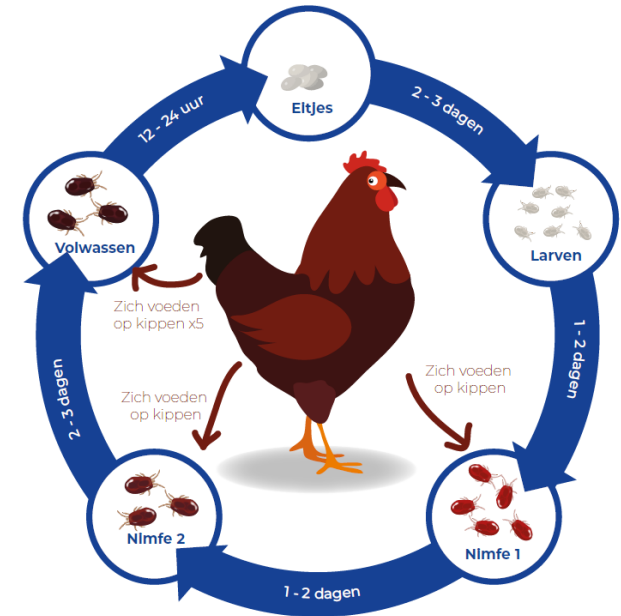 EItjes
2 - 3 dagen
Larven
1 - 2 dagen
NImfe 1
1 - 2 dagen
NImfe 2
2 - 3 dagen
Volwassen
12 - 24 uur
Zich voeden
op kippen x5
Zich voeden
op kippen
Zich voeden
op kippen